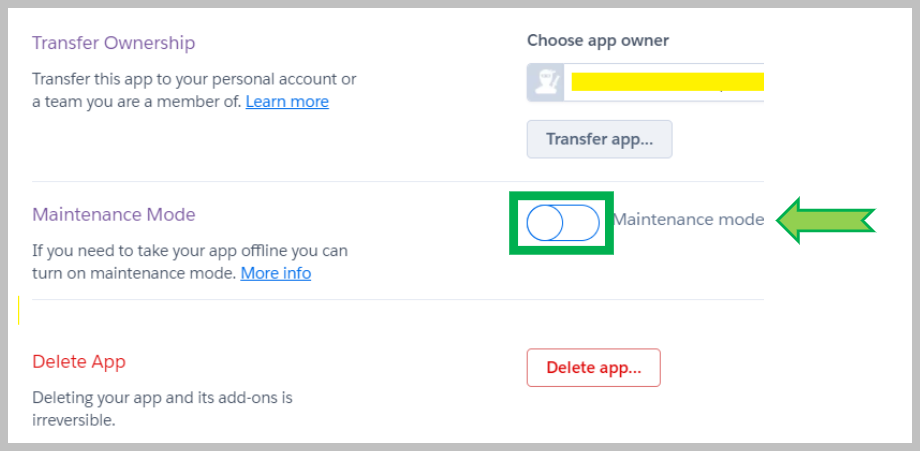 Transfer Ownership
Choose app owner
Transfer this app to your personal account or
a team you are a member of. Learn more
Transfer app...
Maintenance Mode
Maintenance mode
If you need to take your app offline you can
turn on maintenance mode. More info
Delete App
Delete app...
Deleting your app and its add-ons is
irreversible.